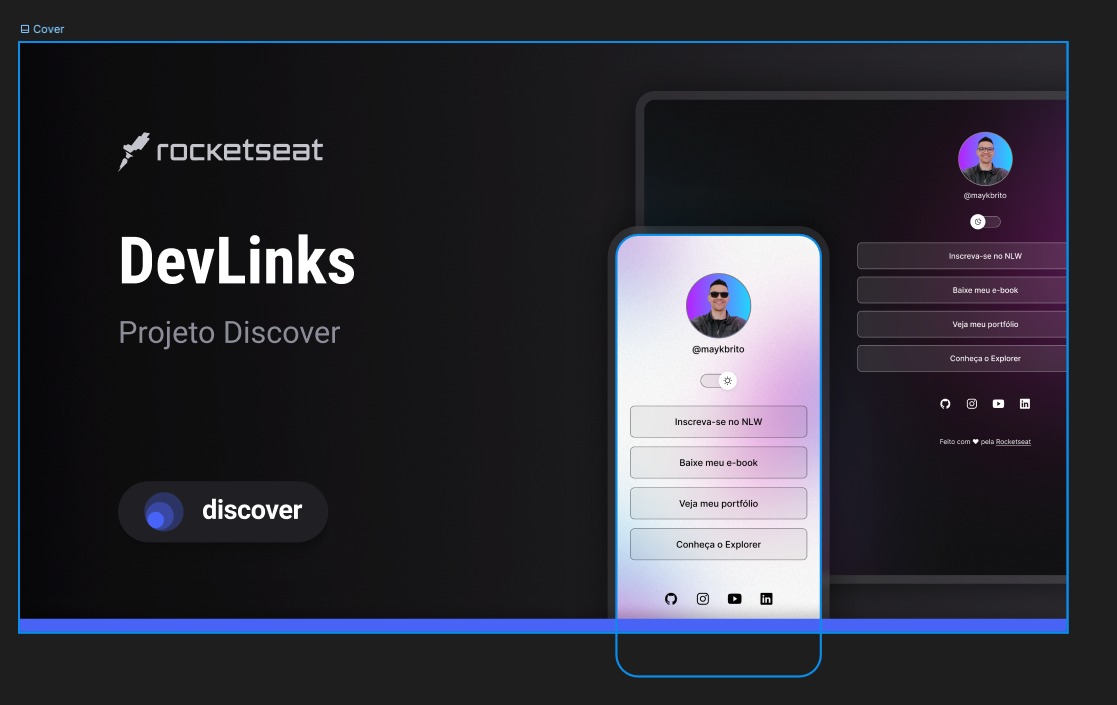 Cover
rocketseat
DevLinks
Projeto Discover
discover
@maykbrito
Inscreva-se no NLW
Baixe meu e-book
Veja meu portfólio
Conheça o Explorer
@maykbrito
Inscreva-se no NLW
Baixe meu e-book
Veja meu portfólio
Conheça o Explorer
Feito com ♥ pela Rocketseat